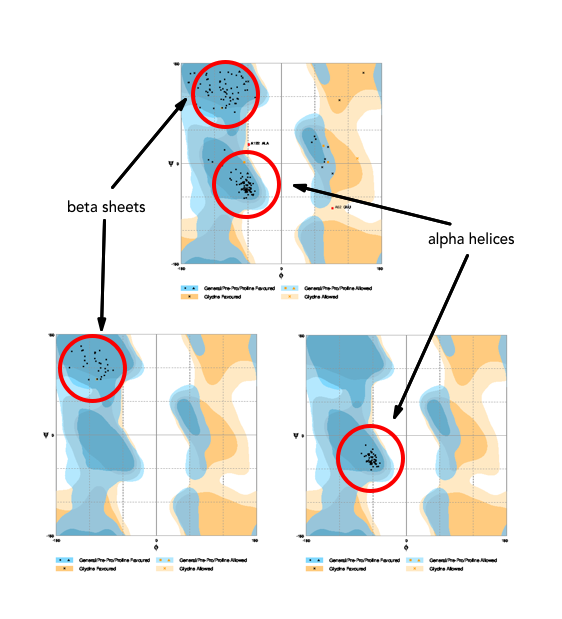 180
A 188 ALA
Ψ 0
beta sheets
alpha helices
-180
-180 0 180
Φ
General/Pre-Pro/Proline Favoured General/Pre-Pro/Proline Allowed
Glycine Favoured Glycine Allowed
180
180
Ψ 0
Ψ 0
-180
-180
-180 0 180
-180 0 180
Φ
Φ
General/Pre-Pro/Proline Favoured General/Pre-Pro/Proline Allowed
Glycine Favoured Glycine Allowed
General/Pre-Pro/Proline Favoured General/Pre-Pro/Proline Allowed
Glycine Favoured Glycine Allowed